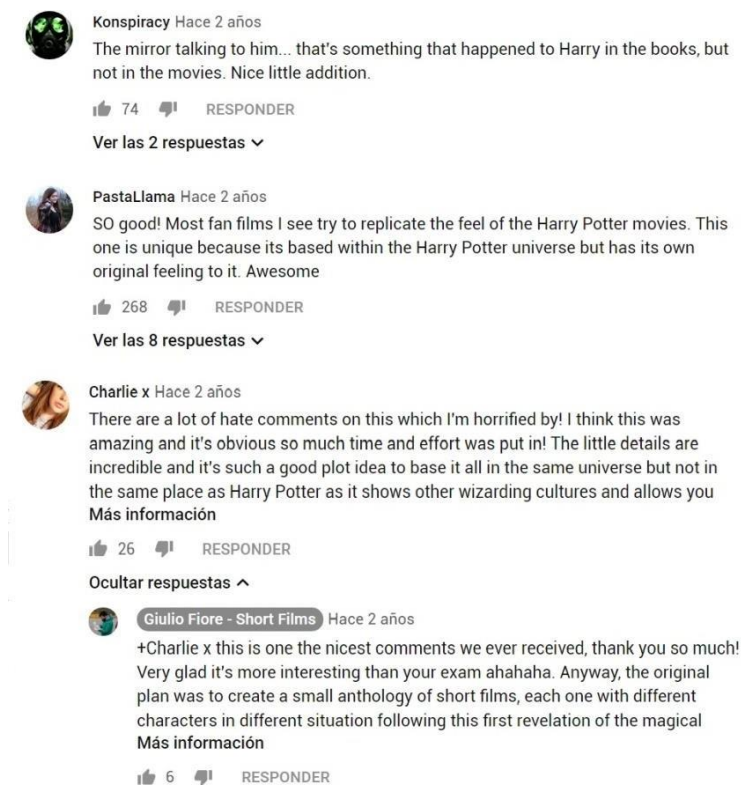 Konspiracy Hace 2 años
The mirror talking to him... that's something that happened to Harry in the books, but
not in the movies. Nice little addition.
74 RESPONDER
Ver las 2 respuestas
PastaLlama Hace 2 años
SO good! Most fan films I see try to replicate the feel of the Harry Potter movies. This
one is unique because its based within the Harry Potter universe but has its own
original feeling to it. Awesome
268 RESPONDER
Ver las 8 respuestas
Charlie x Hace 2 años
There are a lot of hate comments on this which I'm horrified by! I think this was
amazing and it's obvious so much time and effort was put in! The little details are
incredible and it's such a good plot idea to base it all in the same universe but not in
the same place as Harry Potter as it shows other wizarding cultures and allows you
Más información
26 RESPONDER
Ocultar respuestas
Giulio Fiore - Short Films Hace 2 años
+Charlie x this is one the nicest comments we ever received, thank you so much!
Very glad it's more interesting than your exam ahahaha. Anyway, the original
plan was to create a small anthology of short films, each one with different
characters in different situation following this first revelation of the magical
Más información
6 RESPONDER